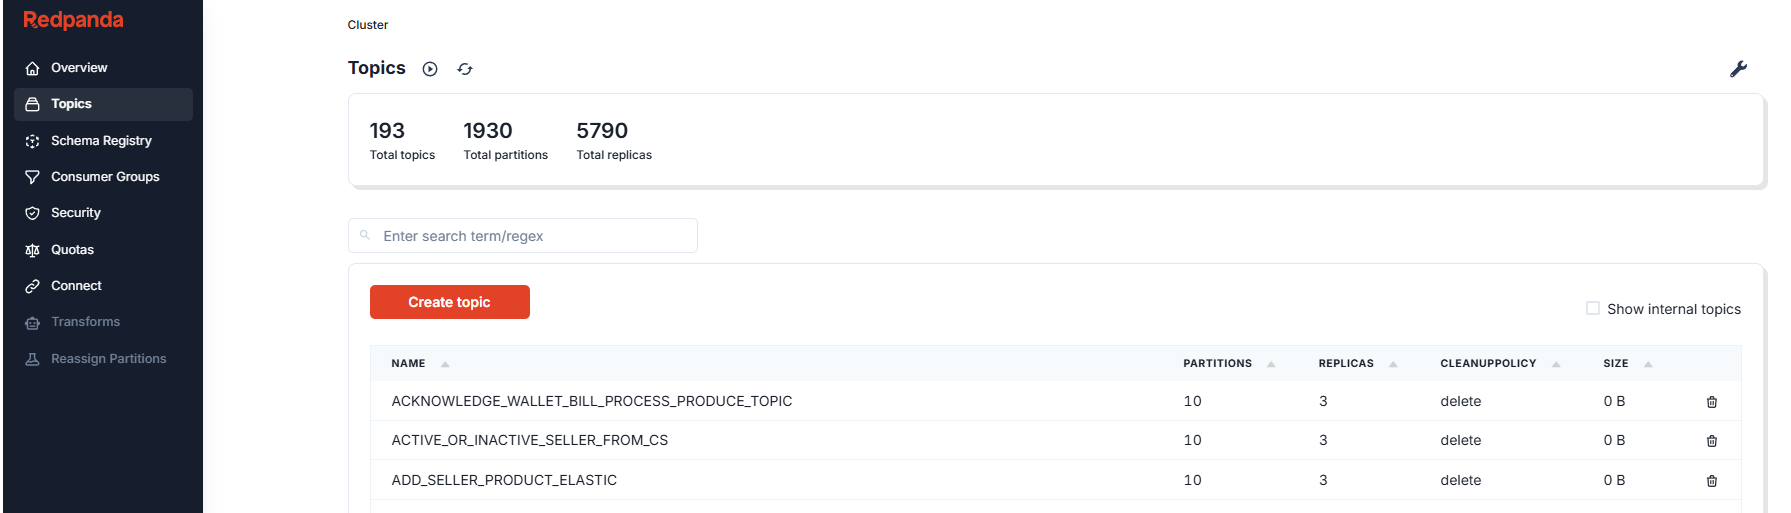 Redpanda
Overview
Topics
Schema Registry
Consumer Groups
Security
Quotas
Connect
Transforms
Reassign Partitions
Cluster
Topics
193 1930 5790
Total topics Total partitions Total replicas
Enter search term/regex
Create topic
Show internal topics
NAME PARTITIONS REPLICAS CLEANUPPOLICY SIZE
ACKNOWLEDGE_WALLET_BILL_PROCESS_PRODUCE_TOPIC 10 3 delete 0 B
ACTIVE_OR_INACTIVE_SELLER_FROM_CS 10 3 delete 0 B
ADD_SELLER_PRODUCT_ELASTIC 10 3 delete 0 B